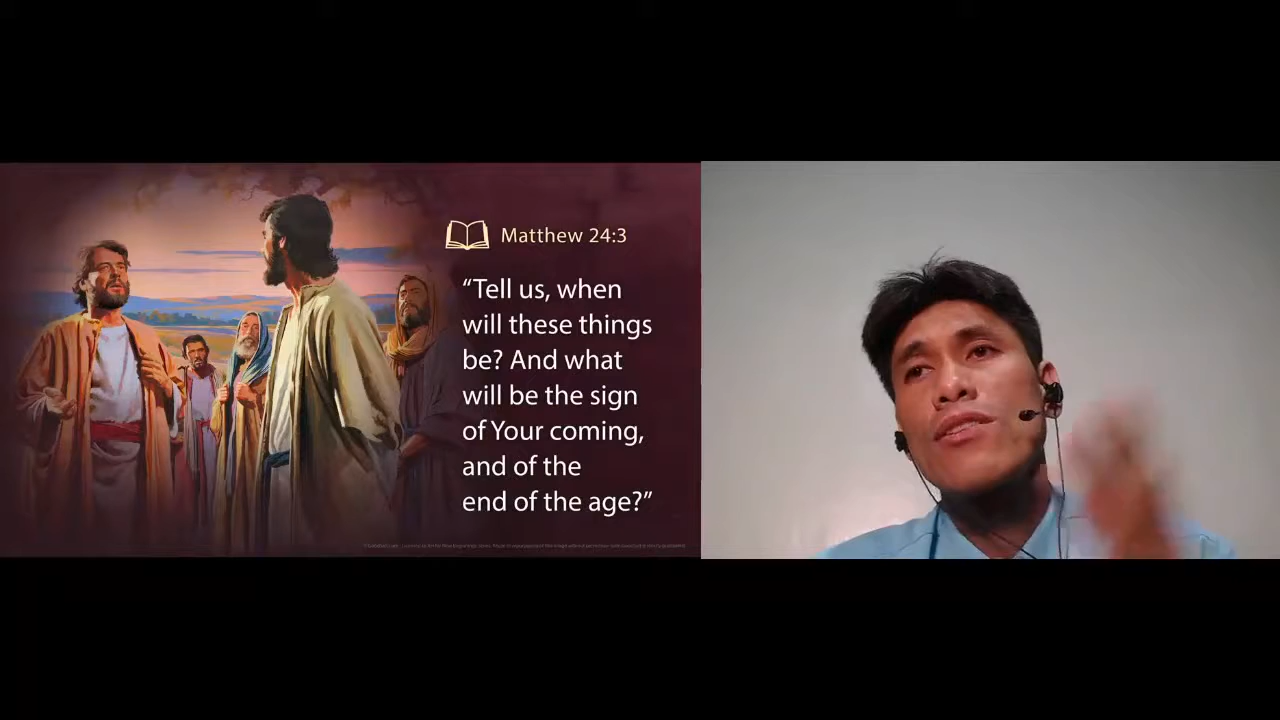 Matthew 24:3
“Tell us, when
will these things
be? And what
will be the sign
of Your coming,
and of the
end of the age?”